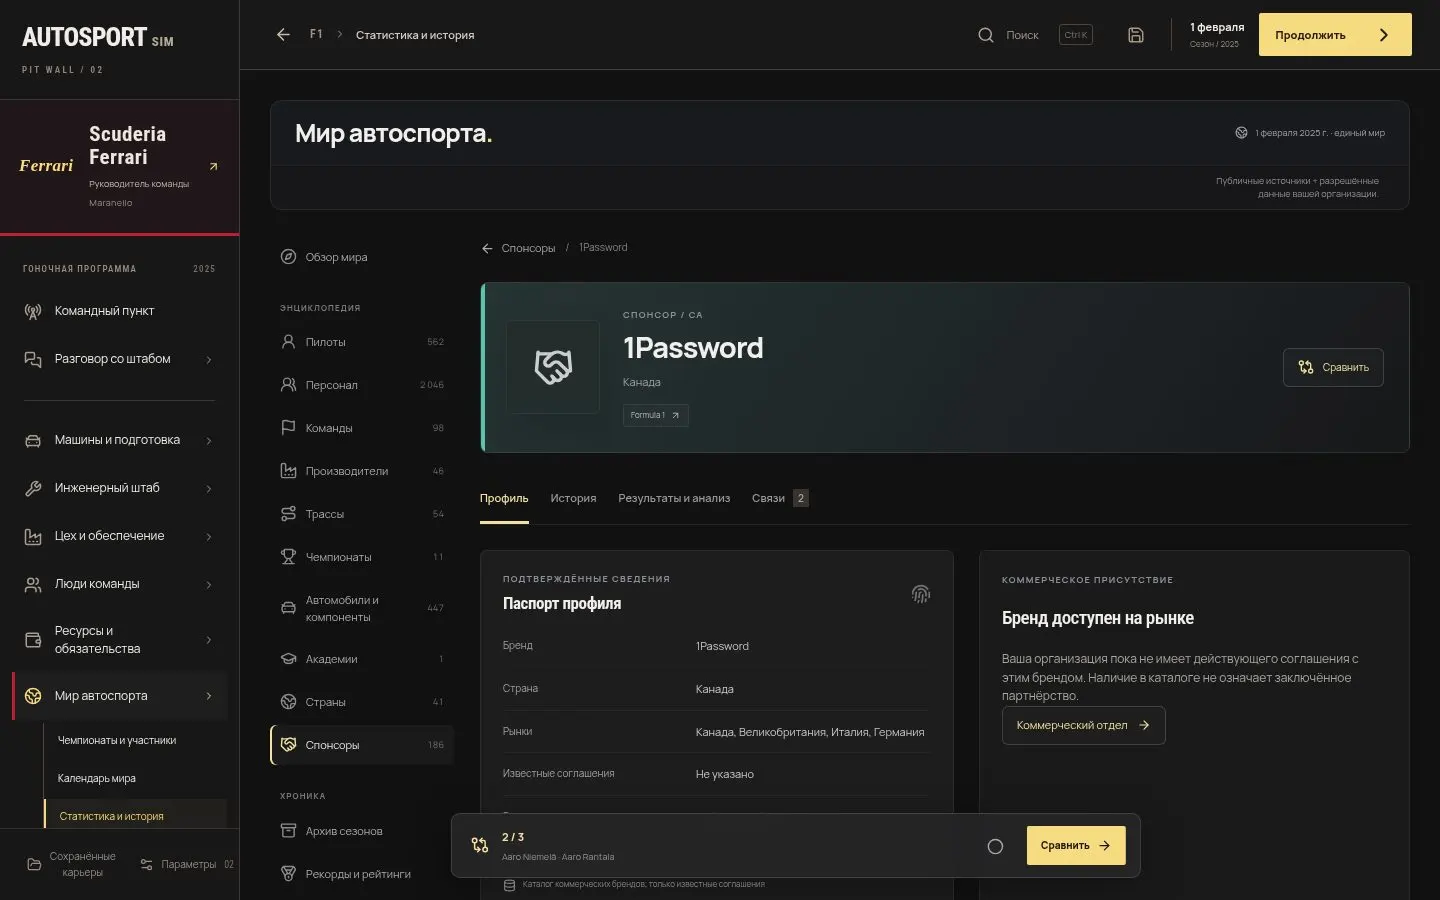 AUTOSPORT SIM
PIT WALL / 02
F1
Статистика и история
Поиск
Ctrl K
1 февраля
Сезон / 2025
Продолжить
Ferrari
Scuderia
Ferrari
Руководитель команды
Maranello
ГОНОЧНАЯ ПРОГРАММА
2025
Командный пункт
Разговор со штабом
Машины и подготовка
Инженерный штаб
Цех и обеспечение
Люди команды
Ресурсы и
обязательства
Мир автоспорта
Чемпионаты и участники
Календарь мира
Статистика и история
Сохранённые
карьеры
Параметры
02
Мир автоспорта.
1 февраля 2025 г. · единый мир
Публичные источники + разрешённые
данные вашей организации.
Обзор мира
ЭНЦИКЛОПЕДИЯ
Пилоты 562
Персонал 2 046
Команды 98
Производители 46
Трассы 54
Чемпионаты 11
Автомобили и
компоненты 447
Академии 1
Страны 41
Спонсоры 186
ХРОНИКА
Архив сезонов
Рекорды и рейтинги
Спонсоры / 1Password
СПОНСОР / CA
1Password
Канада
Formula 1
Сравнить
Профиль
История
Результаты и анализ
Связи 2
ПОДТВЕРЖДЁННЫЕ СВЕДЕНИЯ
Паспорт профиля
Бренд 1Password
Страна Канада
Рынки Канада, Великобритания, Италия, Германия
Известные соглашения Не указано
Каталог коммерческих брендов; только известные соглашения
КОММЕРЧЕСКОЕ ПРИСУТСТВИЕ
Бренд доступен на рынке
Ваша организация пока не имеет действующего соглашения с
этим брендом. Наличие в каталоге не означает заключённое
партнёрство.
Коммерческий отдел
2 / 3
Aaro Niemelä · Aaro Rantala
Сравнить